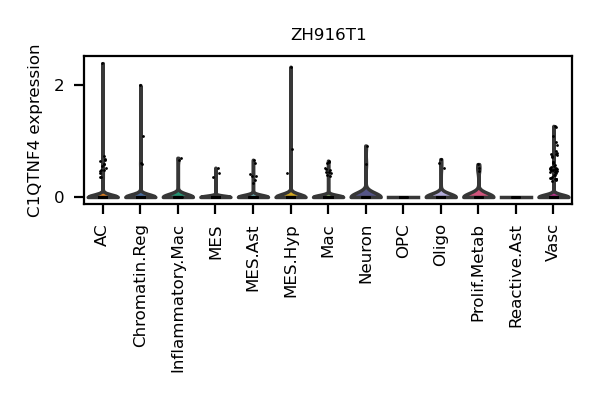 ZH916T1
C1QTNF4 expression
2
0
AC
Chromatin.Reg
Inflammatory.Mac
MES
MES.Ast
MES.Hyp
Mac
Neuron
OPC
Oligo
Prolif.Metab
Reactive.Ast
Vasc